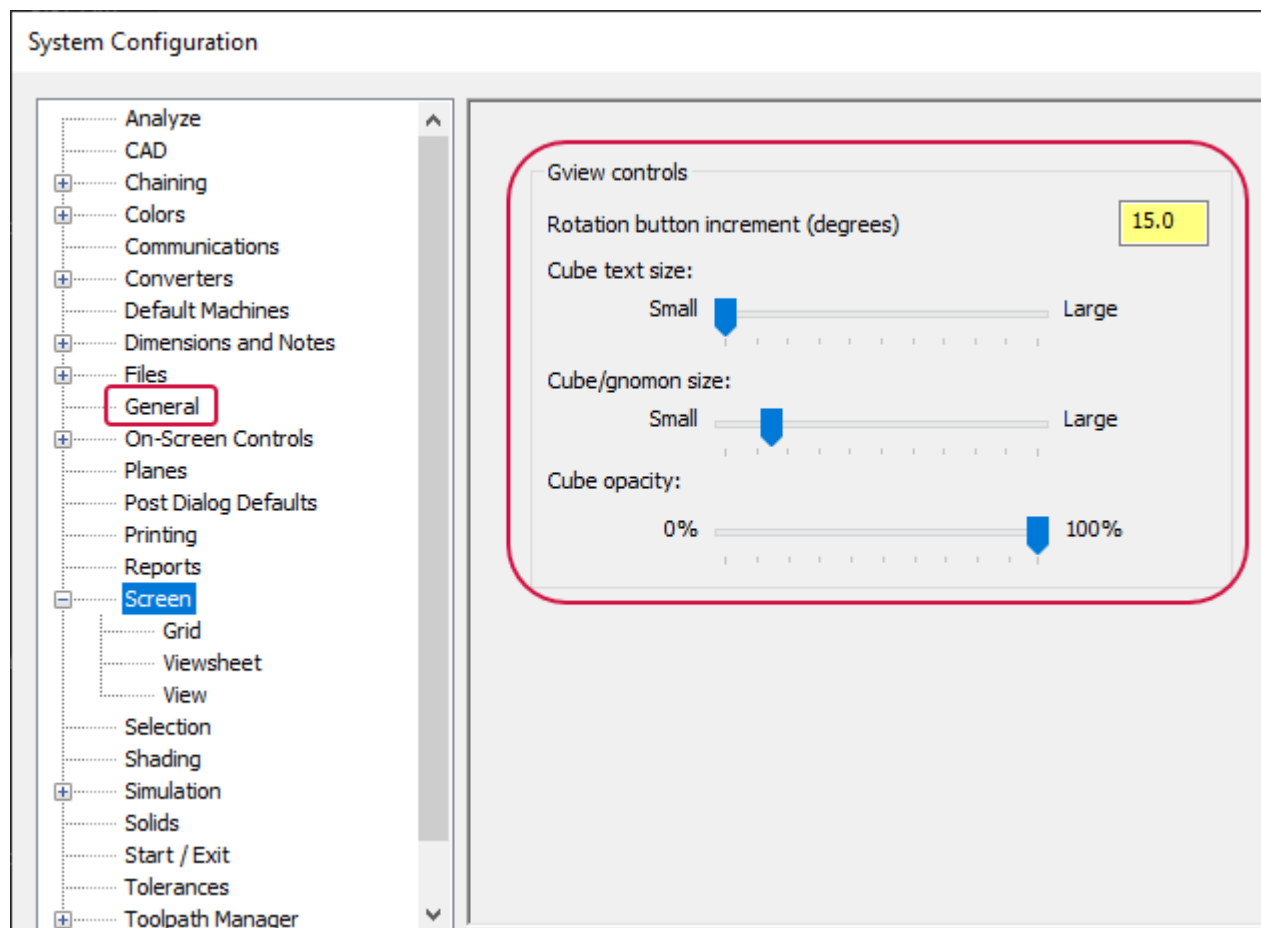 System Configuration
Analyze
CAD
Chaining
Colors
Communications
Converters
Default Machines
Dimensions and Notes
Files
General
On-Screen Controls
Planes
Post Dialog Defaults
Printing
Reports
Screen
Grid
Viewsheet
View
Selection
Shading
Simulation
Solids
Start / Exit
Tolerances
Toolpath Manager
Gview controls
Rotation button increment (degrees) 15.0
Cube text size:
Small Large
Cube/gnomon size:
Small Large
Cube opacity:
0% 100%